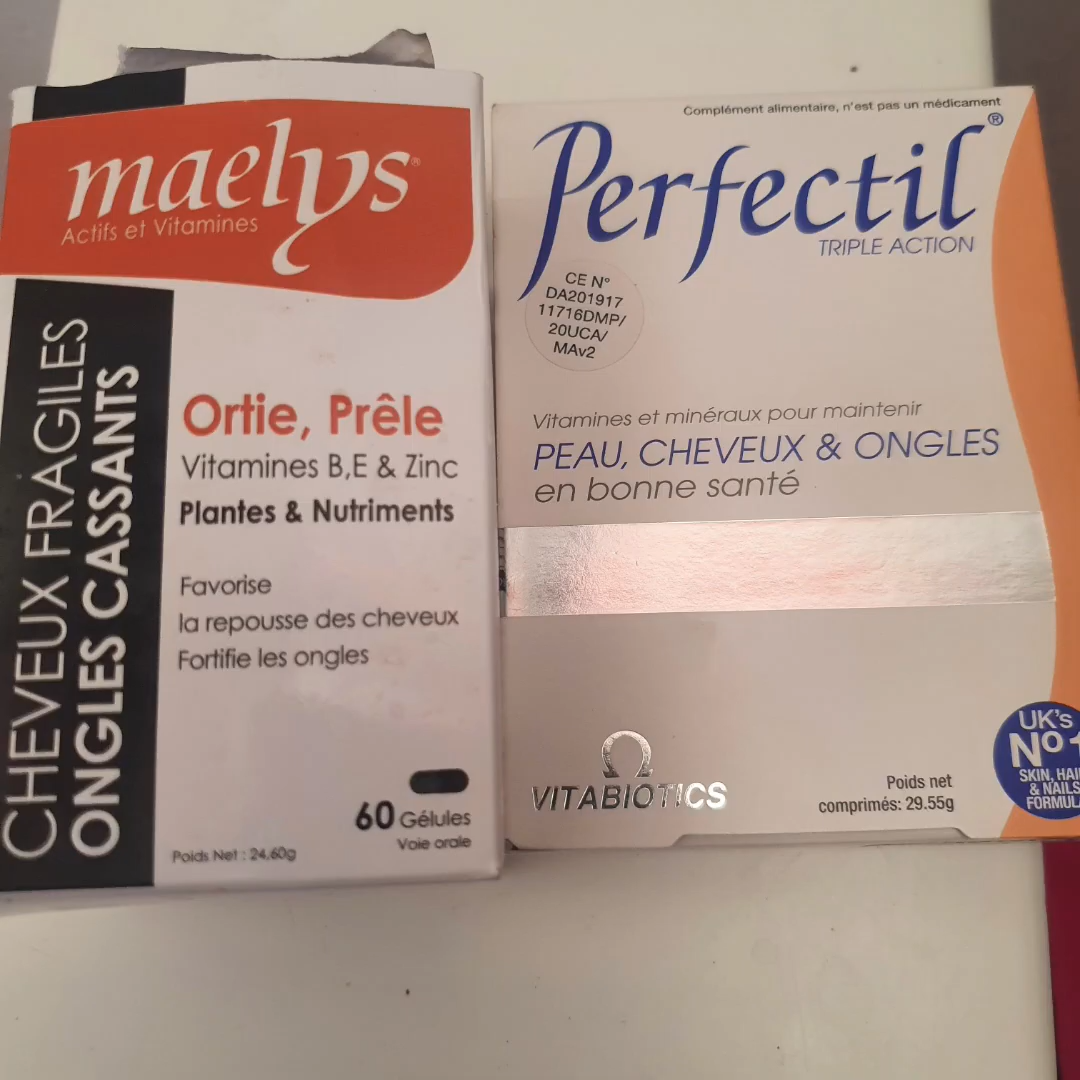 maelys®
Actifs et Vitamines
CHEVEUX FRAGILES
ONGLES CASSANTS
Ortie, Prêle
Vitamines B,E & Zinc
Plantes & Nutriments
Favorise
la repousse des cheveux
Fortifie les ongles
60 Gélules
Voie orale
Poids Net : 24,60g
Complément alimentaire, n'est pas un médicament
Perfectil®
TRIPLE ACTION
CE N°
DA201917
11716DMP/
20UCA/
MAv2
Vitamines et minéraux pour maintenir
PEAU, CHEVEUX & ONGLES
en bonne santé
VITABIOTICS
Poids net
comprimés: 29.55g
UK's
Nº1
SKIN, HAIR
& NAILS
FORMULA